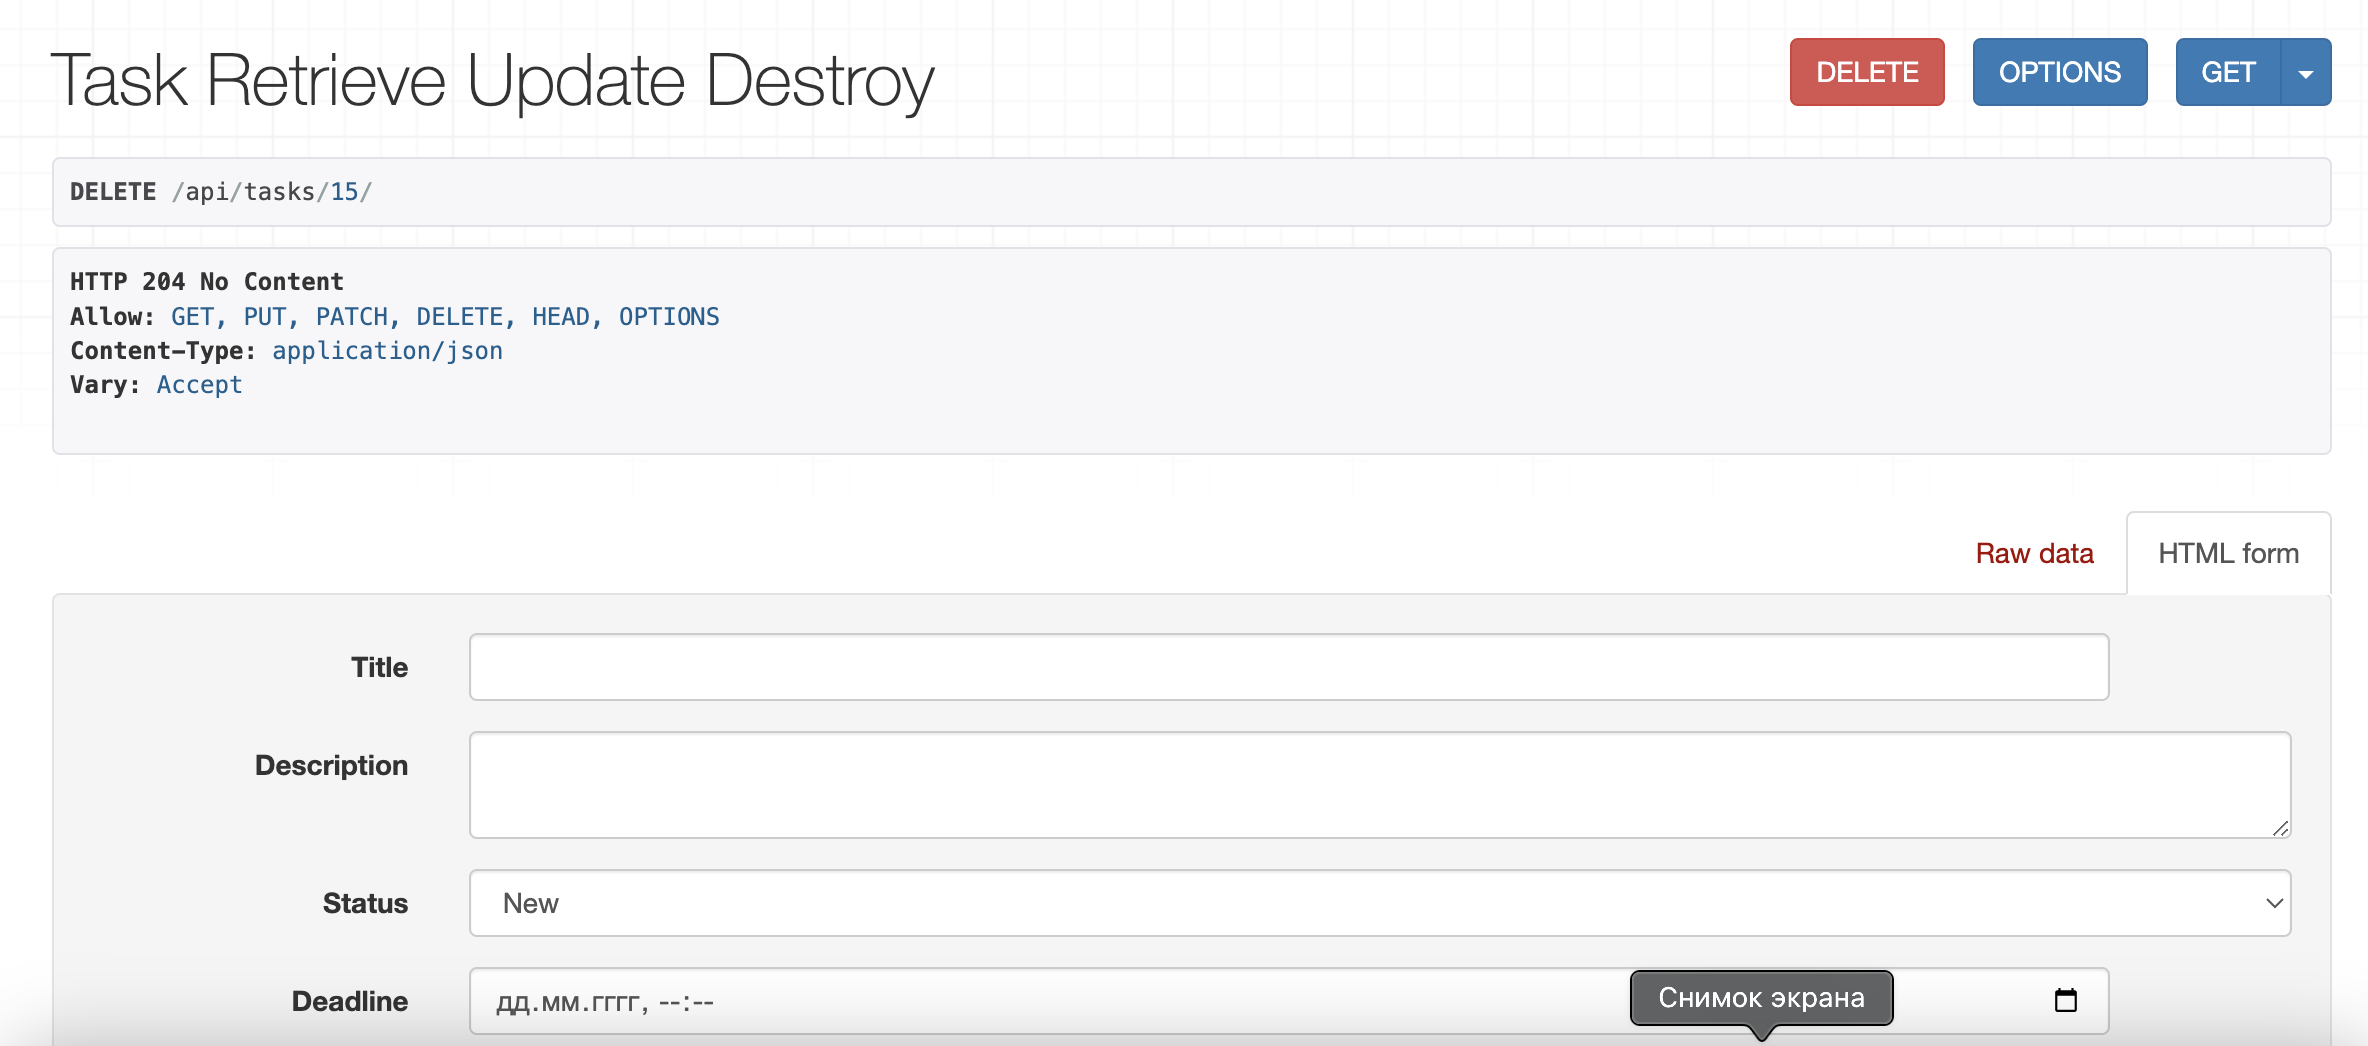 Task Retrieve Update Destroy
DELETE
OPTIONS
GET
DELETE /api/tasks/15/
HTTP 204 No Content
Allow: GET, PUT, PATCH, DELETE, HEAD, OPTIONS
Content-Type: application/json
Vary: Accept
Raw data
HTML form
Title
Description
Status
New
Deadline
дд.мм.гггг, --:--
Снимок экрана